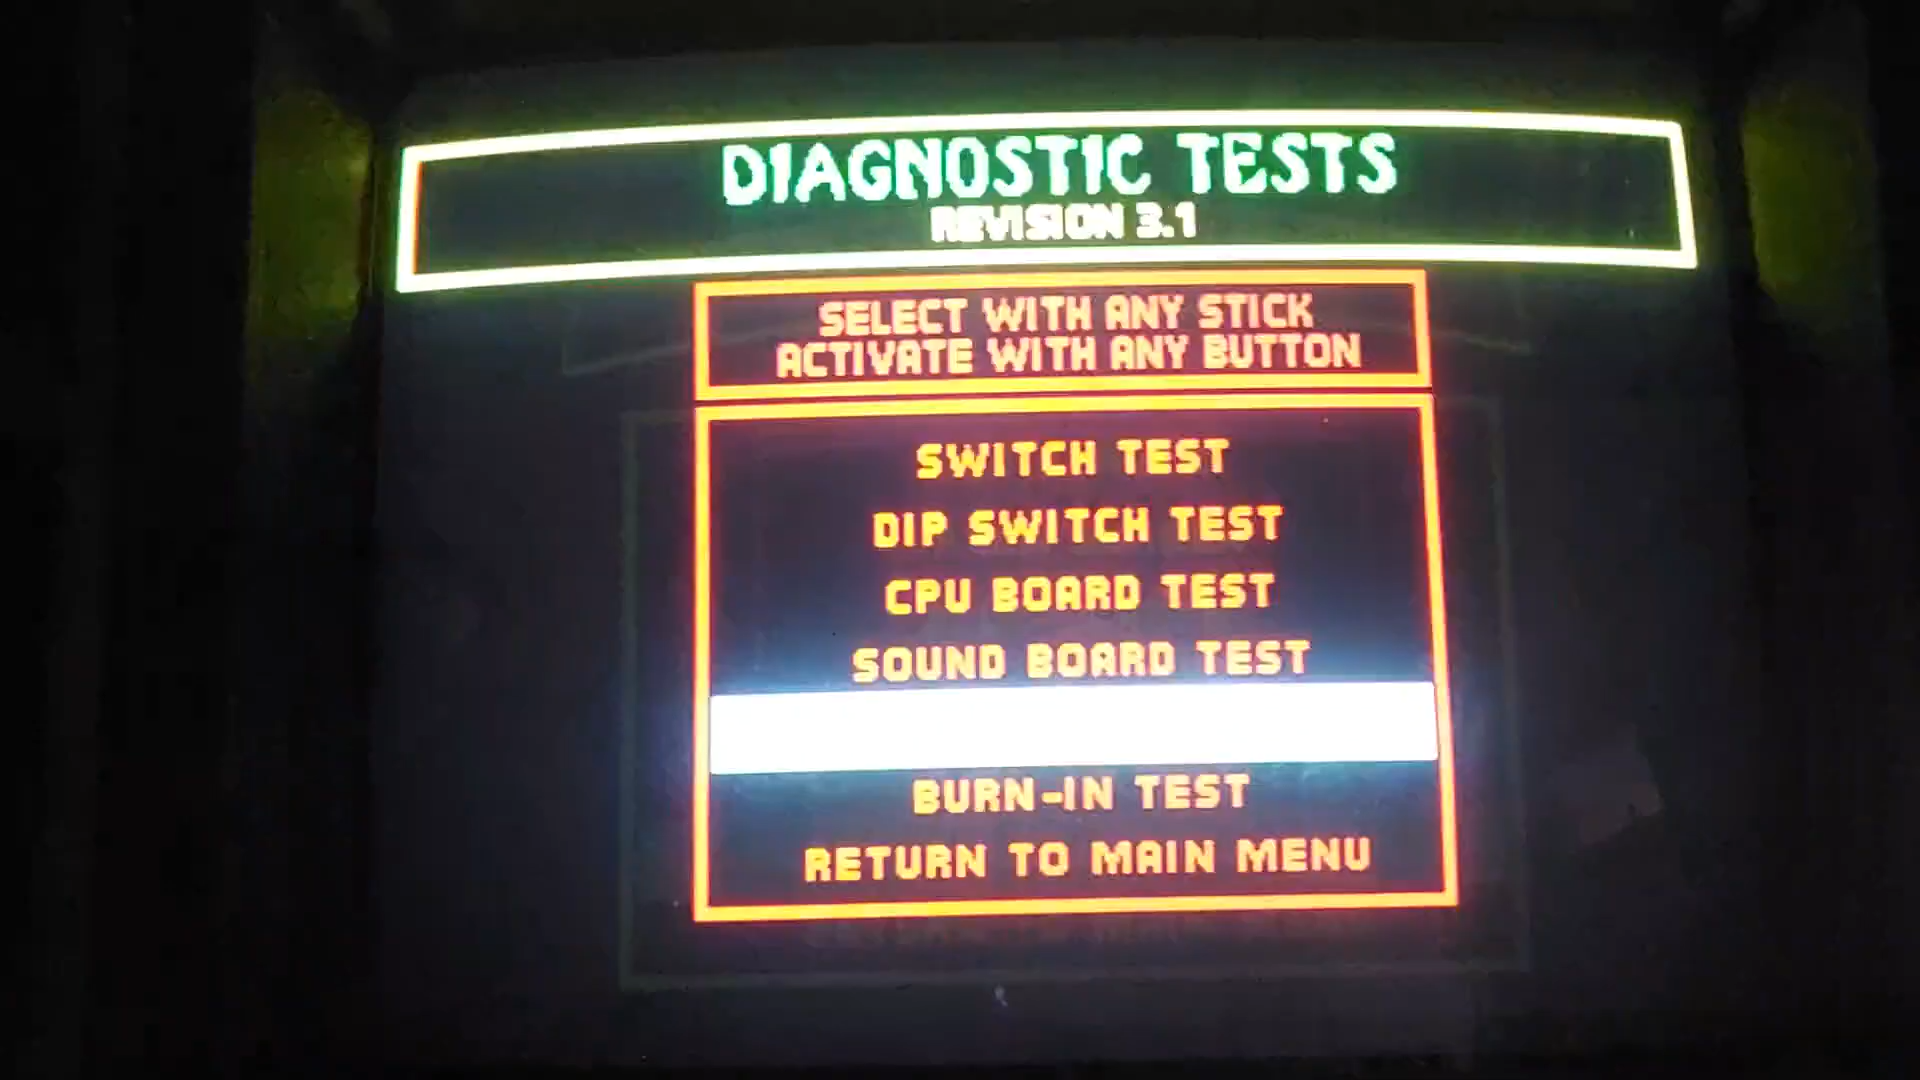 DIAGNOSTIC TESTS
REVISION 3.1
SELECT WITH ANY STICK
ACTIVATE WITH ANY BUTTON
SWITCH TEST
DIP SWITCH TEST
CPU BOARD TEST
SOUND BOARD TEST
BURN-IN TEST
RETURN TO MAIN MENU